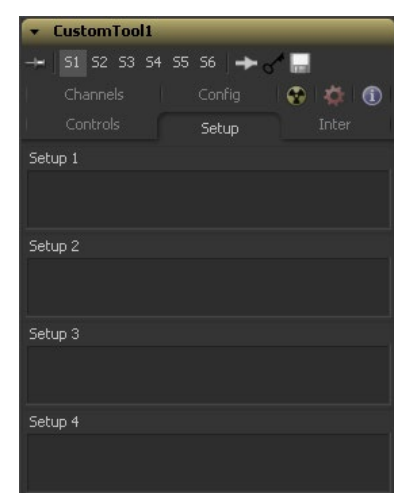 CustomTool1
S1 S2 S3 S4 S5 S6
Channels Config
Controls Setup Inter
Setup 1
Setup 2
Setup 3
Setup 4